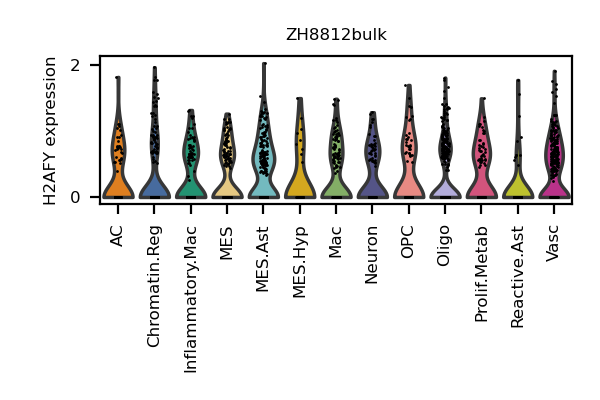 ZH8812bulk
H2AFY expression
2
0
AC
Chromatin.Reg
Inflammatory.Mac
MES
MES.Ast
MES.Hyp
Mac
Neuron
OPC
Oligo
Prolif.Metab
Reactive.Ast
Vasc